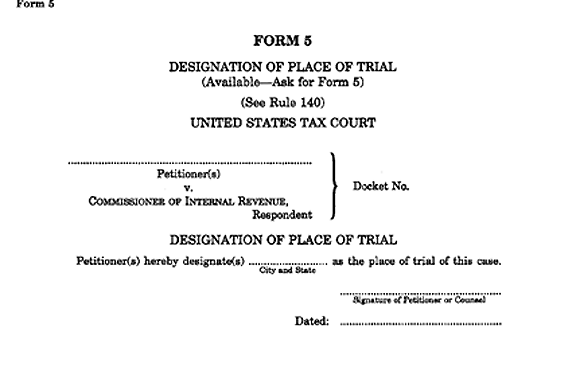 Form 5
FORM 5
DESIGNATION OF PLACE OF TRIAL
(Available—Ask for Form 5)
(See Rule 140)
UNITED STATES TAX COURT
Petitioner(s)
v.
COMMISSIONER OF INTERNAL REVENUE,
Respondent
Docket No.
DESIGNATION OF PLACE OF TRIAL
Petitioner(s) hereby designate(s) ........................ as the place of trial of this case.
City and State
Signature of Petitioner or Counsel
Dated: ................................................